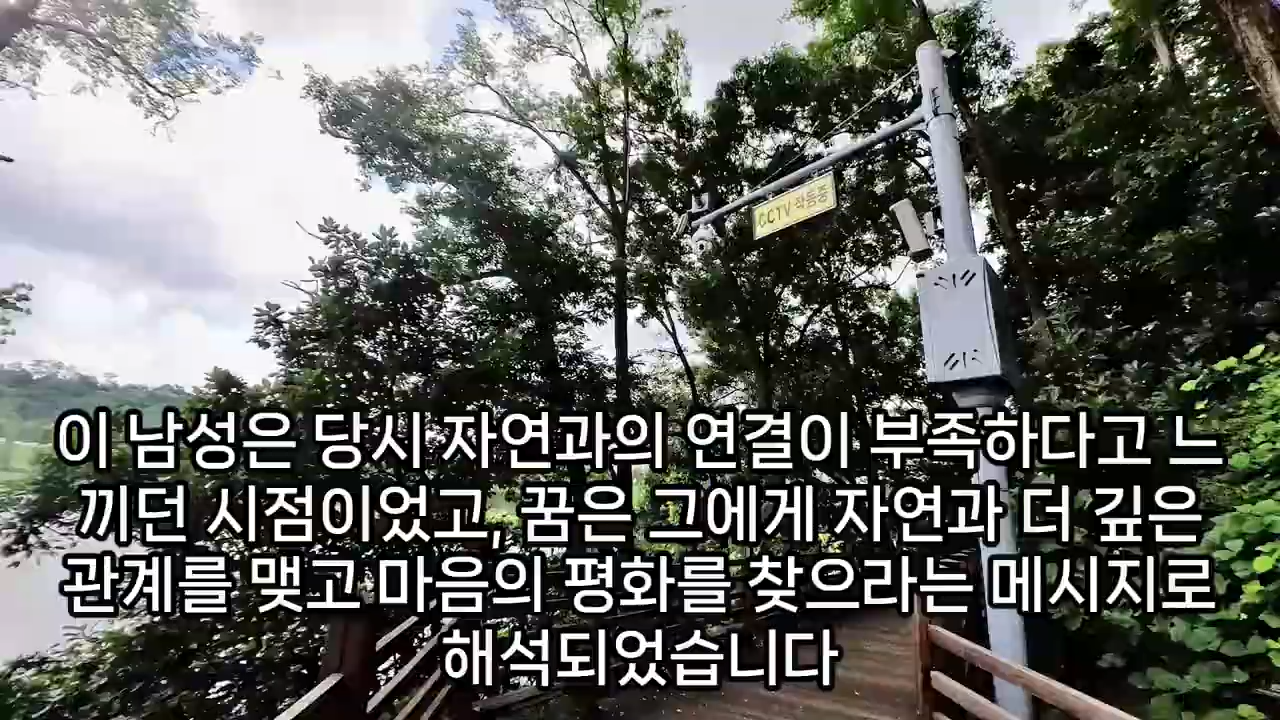 CCTV 작동중
이 남성은 당시 자연과의 연결이 부족하다고 느
끼던 시점이었고, 꿈은 그에게 자연과 더 깊은
관계를 맺고 마음의 평화를 찾으라는 메시지로
해석되었습니다